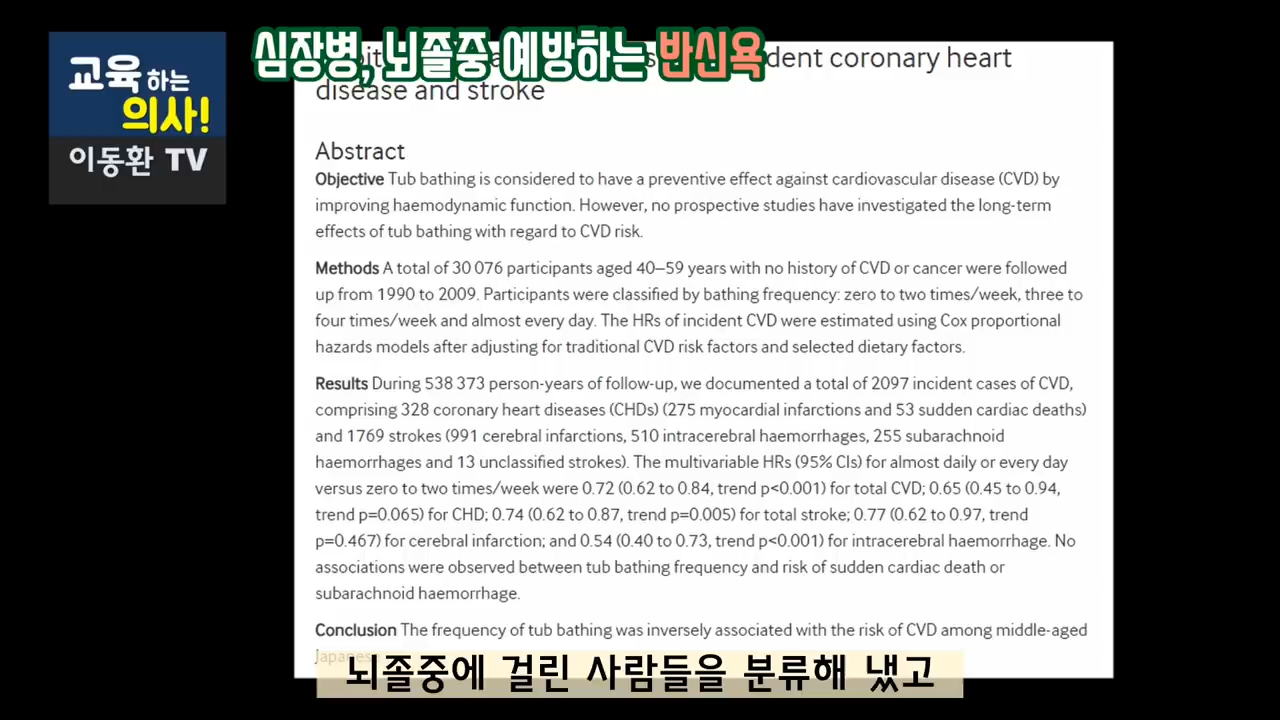 교육 하는
의사!
이동환 TV
심장병, 뇌졸중 예방하는 반신욕
dent coronary heart
disease and stroke
Abstract
Objective Tub bathing is considered to have a preventive effect against cardiovascular disease (CVD) by
improving haemodynamic function. However, no prospective studies have investigated the long-term
effects of tub bathing with regard to CVD risk.
Methods A total of 30 076 participants aged 40–59 years with no history of CVD or cancer were followed
up from 1990 to 2009. Participants were classified by bathing frequency: zero to two times/week, three to
four times/week and almost every day. The HRs of incident CVD were estimated using Cox proportional
hazards models after adjusting for traditional CVD risk factors and selected dietary factors.
Results During 538 373 person-years of follow-up, we documented a total of 2097 incident cases of CVD,
comprising 328 coronary heart diseases (CHDs) (275 myocardial infarctions and 53 sudden cardiac deaths)
and 1769 strokes (991 cerebral infarctions, 510 intracerebral haemorrhages, 255 subarachnoid
haemorrhages and 13 unclassified strokes). The multivariable HRs (95% CIs) for almost daily or every day
versus zero to two times/week were 0.72 (0.62 to 0.84, trend p<0.001) for total CVD; 0.65 (0.45 to 0.94,
trend p=0.065) for CHD; 0.74 (0.62 to 0.87, trend p=0.005) for total stroke; 0.77 (0.62 to 0.97, trend
p=0.467) for cerebral infarction; and 0.54 (0.40 to 0.73, trend p<0.001) for intracerebral haemorrhage. No
associations were observed between tub bathing frequency and risk of sudden cardiac death or
subarachnoid haemorrhage.
Conclusion The frequency of tub bathing was inversely associated with the risk of CVD among middle-aged
뇌졸중에 걸린 사람들을 분류해 냈고